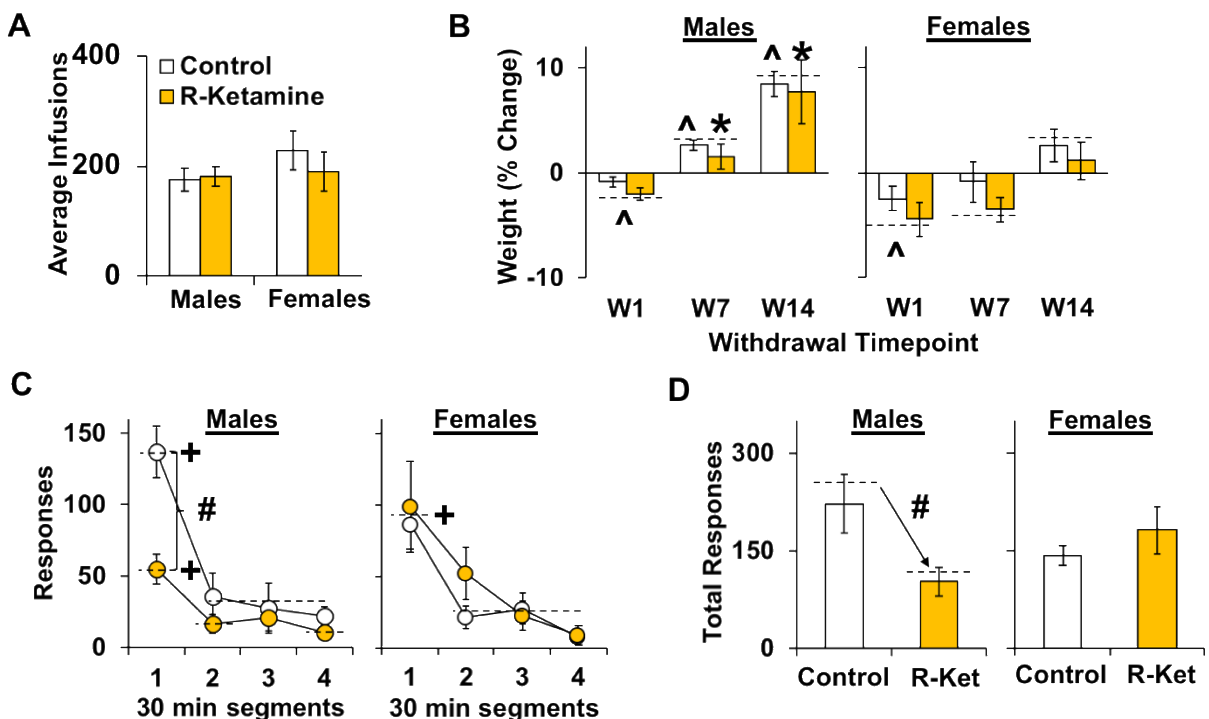 A
400
200
0
Average Infusions
Control
R-Ketamine
Males Females
B
Males Females
10
0
-10
Weight (% Change)
^ * ^ *
^ ^
W1 W7 W14 W1 W7 W14
Withdrawal Timepoint
C
Males Females
150
100
50
0
Responses
+
#
+
+
1 2 3 4 1 2 3 4
30 min segments 30 min segments
D
Males Females
300
150
0
Total Responses
#
Control R-Ket Control R-Ket